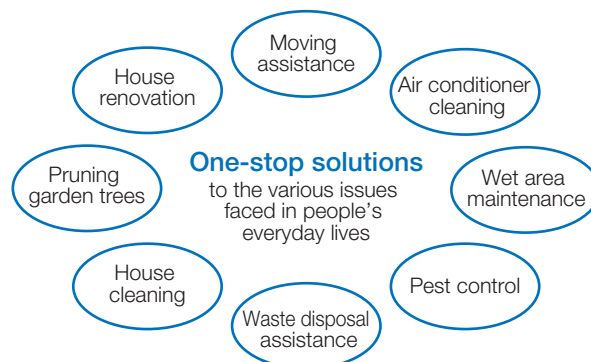 Moving
assistance
House
renovation
Air conditioner
cleaning
One-stop solutions
to the various issues
faced in people's
everyday lives
Pruning
garden trees
Wet area
maintenance
House
cleaning
Pest control
Waste disposal
assistance